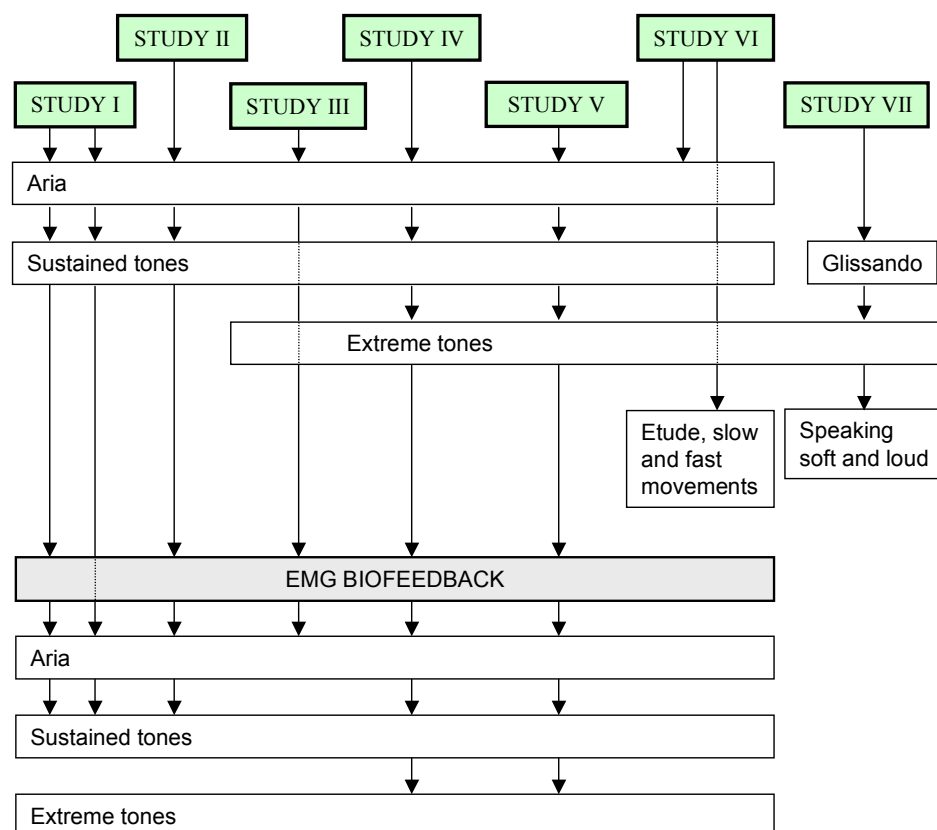 STUDY II
STUDY IV
STUDY VI
STUDY I
STUDY III
STUDY V
STUDY VII
Aria
Sustained tones
Glissando
Extreme tones
Etude, slow
and fast
movements
Speaking
soft and loud
EMG BIOFEEDBACK
Aria
Sustained tones
Extreme tones